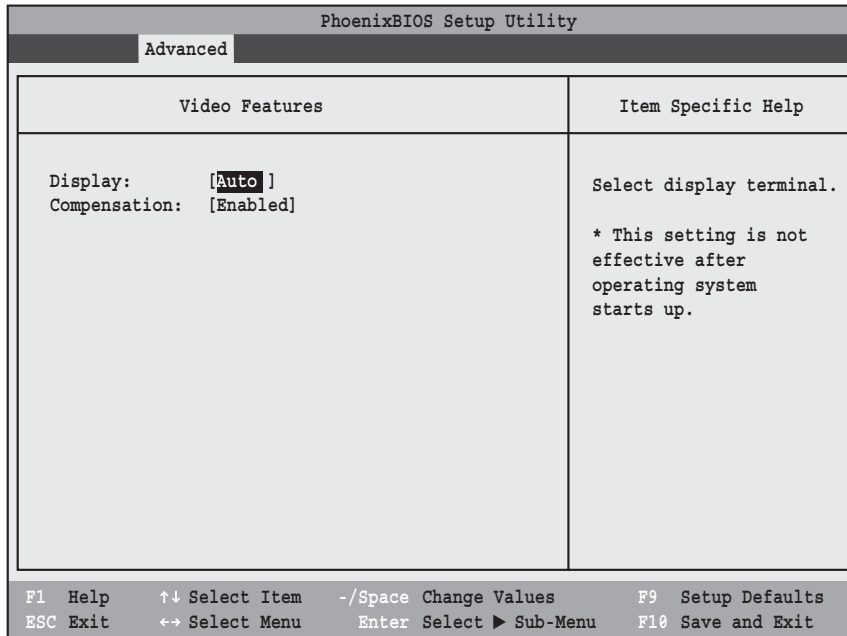 PhoenixBIOS Setup Utility
Advanced
Video Features
Item Specific Help
Display: [Auto ]
Compensation: [Enabled]
Select display terminal.
* This setting is not
effective after
operating system
starts up.
F1 Help ↑↓ Select Item -/Space Change Values F9 Setup Defaults
ESC Exit ←→ Select Menu Enter Select ▶ Sub-Menu F10 Save and Exit